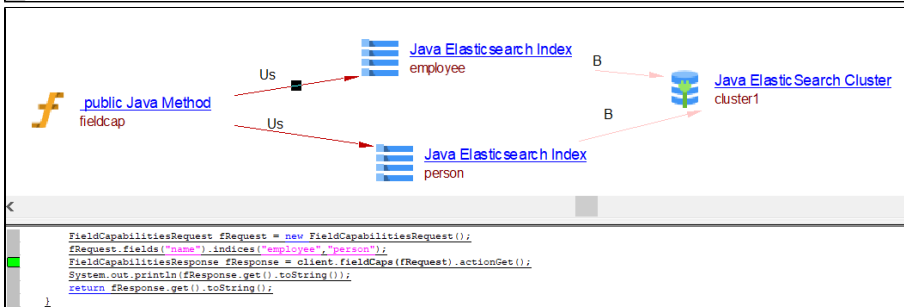 Java Elasticsearch Index
employee
Us
B
Java ElasticSearch Cluster
cluster1
public Java Method
fieldcap
Us
B
Java Elasticsearch Index
person
FieldCapabilitiesRequest fRequest = new FieldCapabilitiesRequest();
fRequest.fields("name").indices("employee","person");
FieldCapabilitiesResponse fResponse = client.fieldCaps(fRequest).actionGet();
System.out.println(fResponse.get().toString());
return fResponse.get().toString();
}